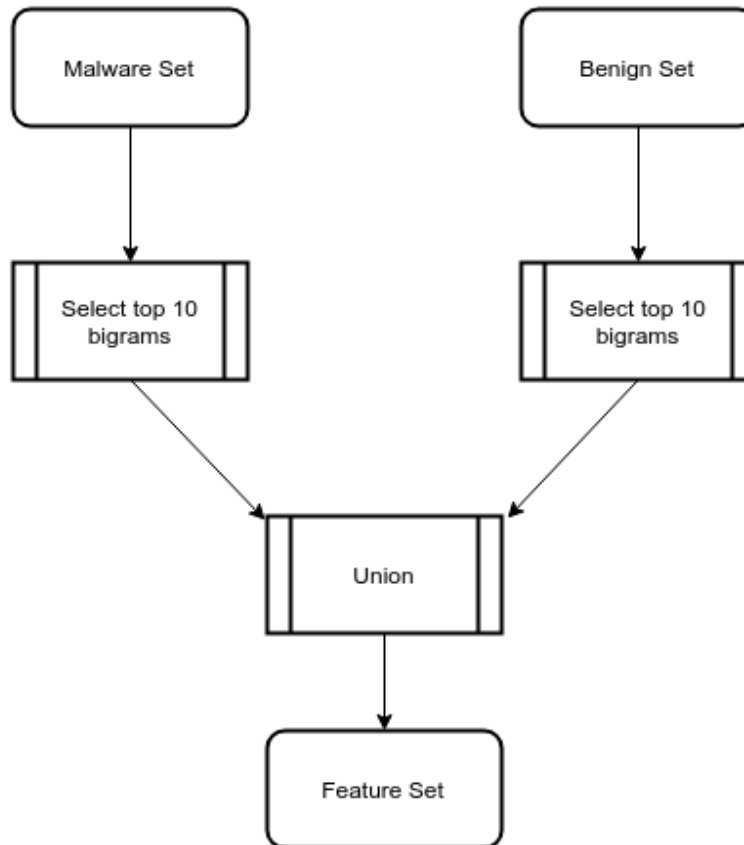 Malware Set
Benign Set
Select top 10
bigrams
Select top 10
bigrams
Union
Feature Set